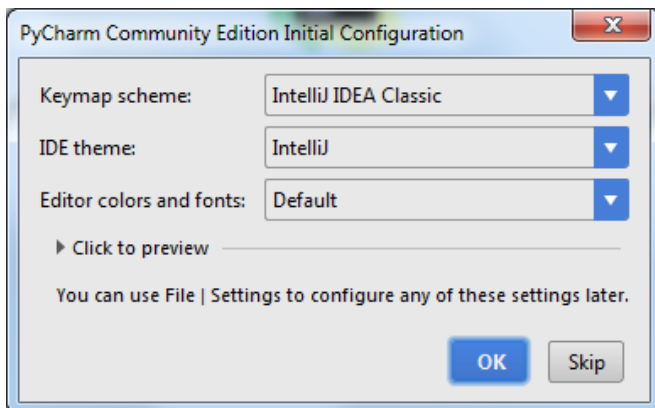 PyCharm Community Edition Initial Configuration
Keymap scheme: IntelliJ IDEA Classic
IDE theme: IntelliJ
Editor colors and fonts: Default
Click to preview
You can use File | Settings to configure any of these settings later.
OK Skip